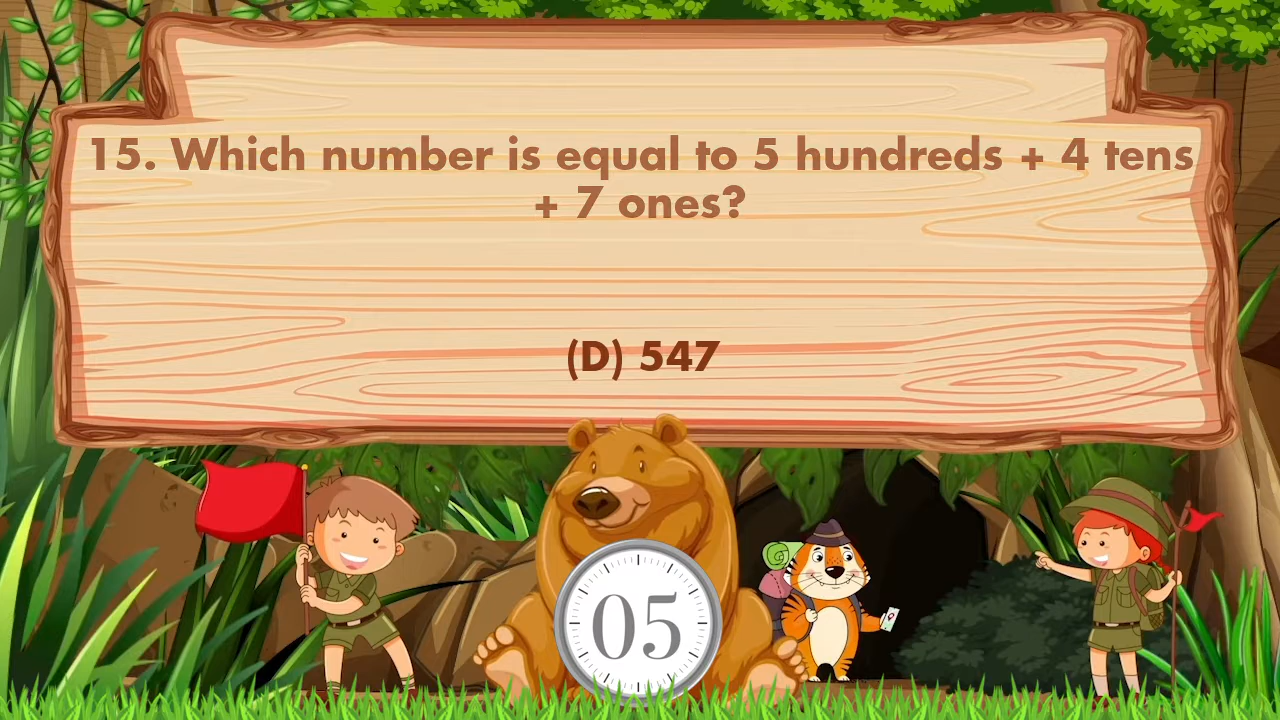 15. Which number is equal to 5 hundreds + 4 tens
+ 7 ones?
(D) 547
05